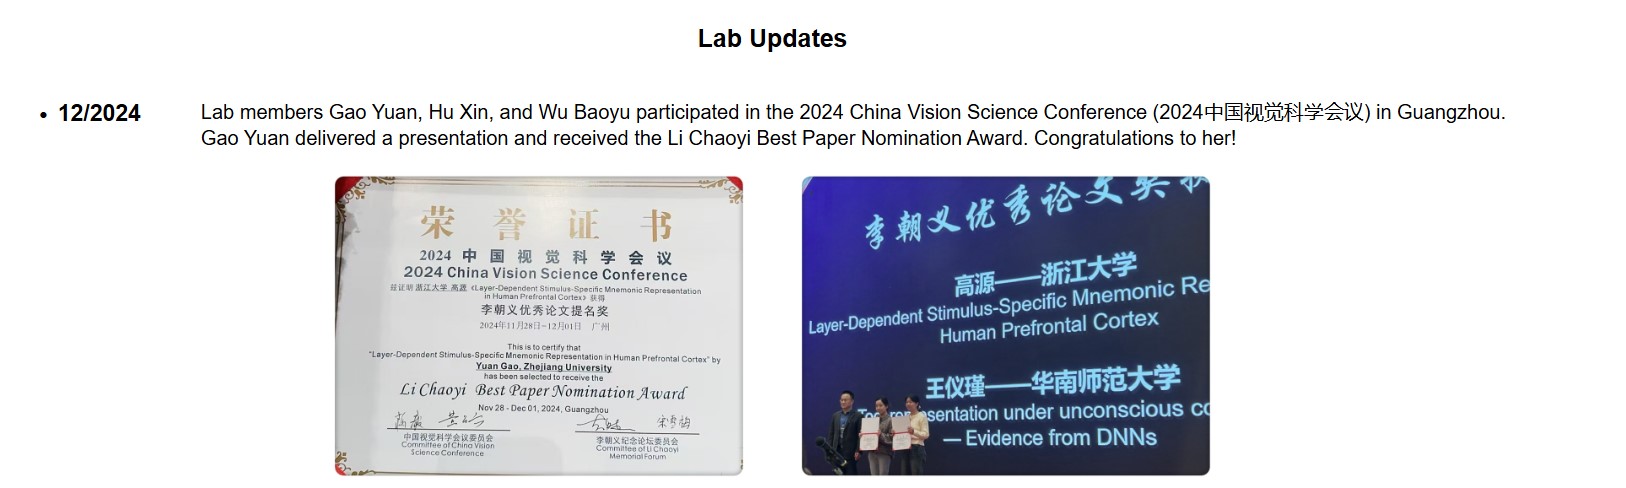 Lab Updates
12/2024
Lab members Gao Yuan, Hu Xin, and Wu Baoyu participated in the 2024 China Vision Science Conference (2024中国视觉科学会议) in Guangzhou.
Gao Yuan delivered a presentation and received the Li Chaoyi Best Paper Nomination Award. Congratulations to her!
荣誉证书
2024 中国视觉科学会议
2024 China Vision Science Conference
兹证明 浙江大学 高源 《Layer-Dependent Stimulus-Specific Mnemonic Representation
in Human Prefrontal Cortex》 获得
李朝义优秀论文提名奖
2024年11月28日-12月01日 广州
This is to certify that
"Layer-Dependent Stimulus-Specific Mnemonic Representation in Human Prefrontal Cortex" by
Yuan Gao, Zhejiang University
has been selected to receive the
Li Chaoyi Best Paper Nomination Award
Nov 28 - Dec 01, 2024, Guangzhou
中国视觉科学会议委员会
Committee of China Vision
Science Conference
李朝义纪念论坛委员会
Committee of Li Chaoyi
Memorial Forum
李朝义优秀论文奖
高源——浙江大学
Layer-Dependent Stimulus-Specific Mnemonic Re
Human Prefrontal Cortex
王仪瑾——华南师范大学
sentation under unconscious co
— Evidence from DNNs